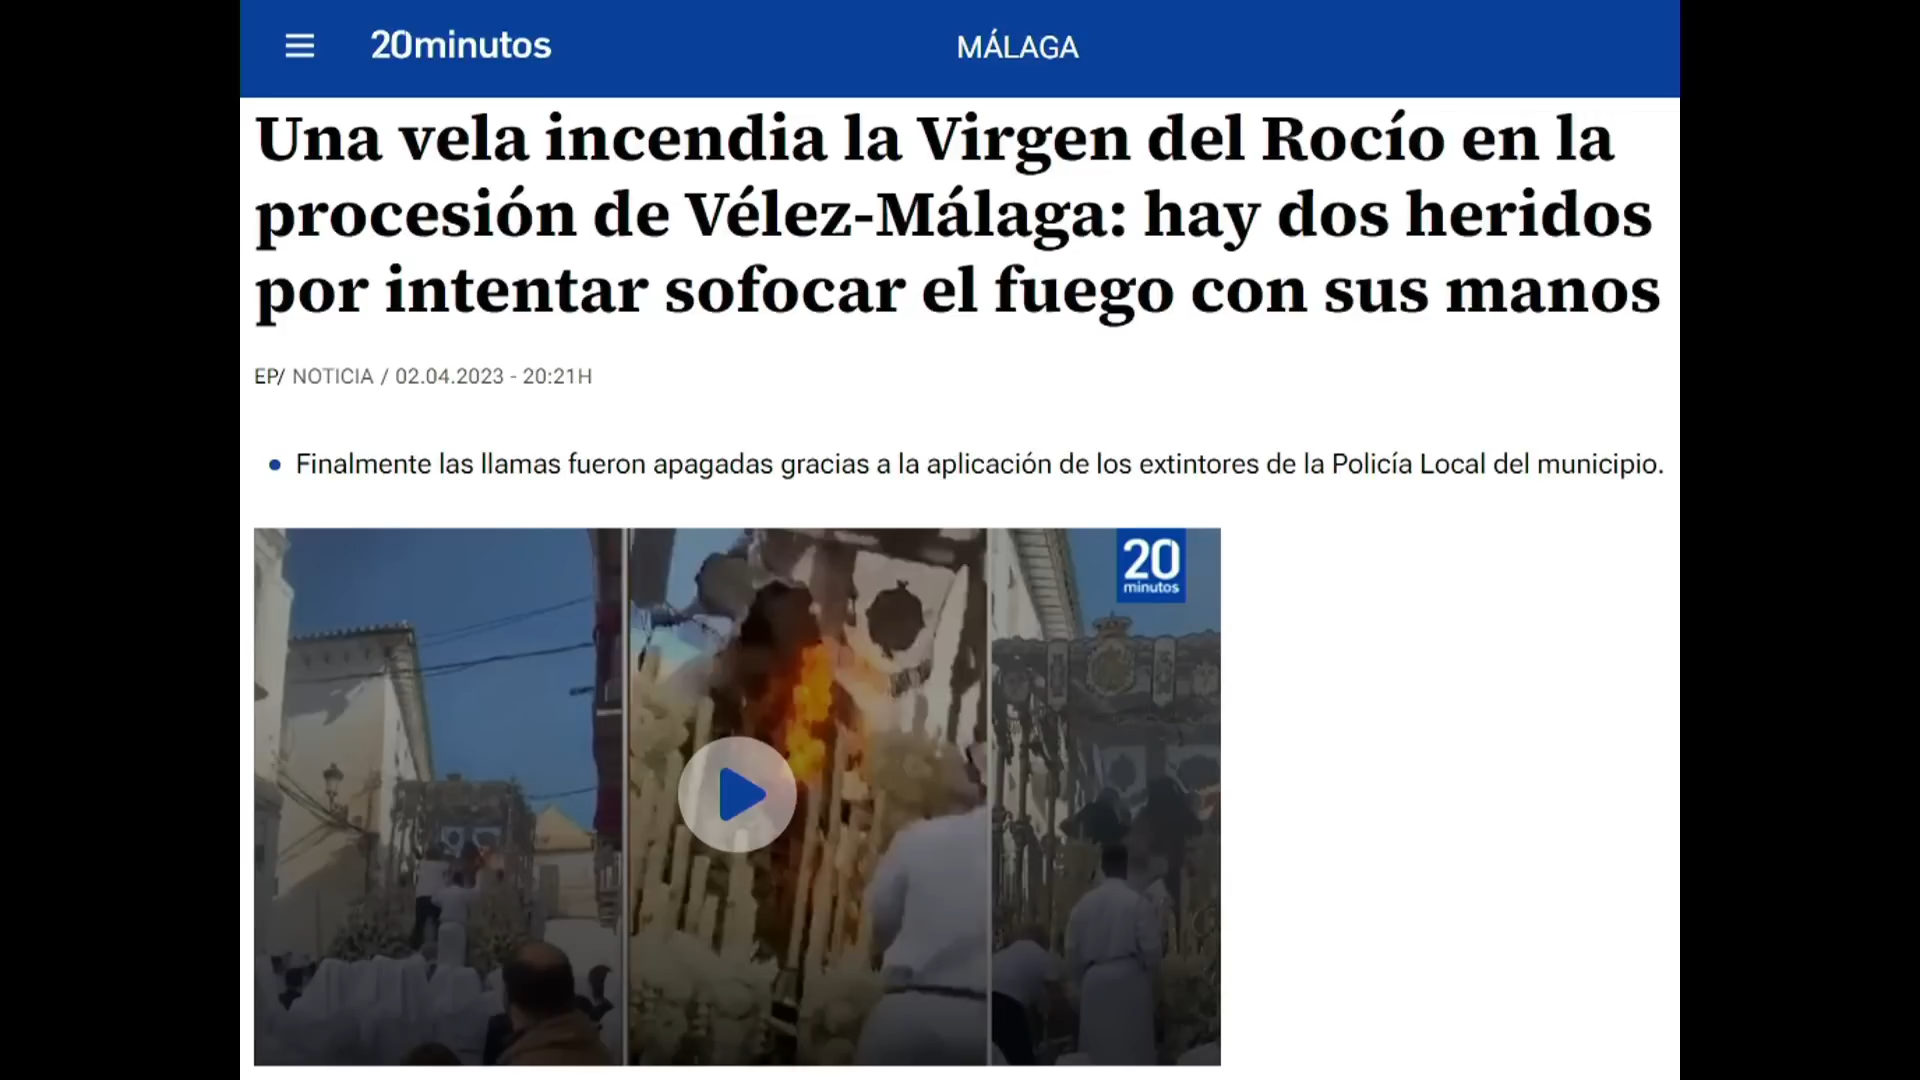 20minutos
MÁLAGA
Una vela incendia la Virgen del Rocío en la
procesión de Vélez-Málaga: hay dos heridos
por intentar sofocar el fuego con sus manos
EP/ NOTICIA / 02.04.2023 - 20:21H
Finalmente las llamas fueron apagadas gracias a la aplicación de los extintores de la Policía Local del municipio.
20
minutos